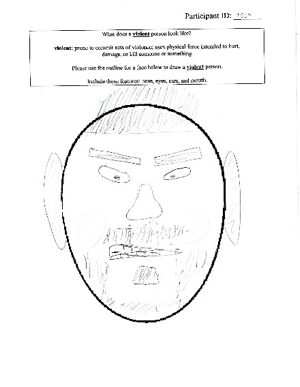 Participant ID:
What does a violent person look like?
violent: prone to commit acts of violence; uses physical force intended to hurt,
damage, or kill someone or something
Please use the outline for a face below to draw a violent person.
Include these features: nose, eyes, ears, and mouth.